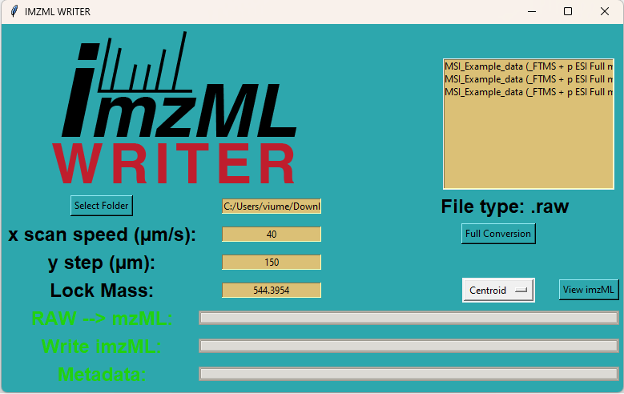 IMZML WRITER
imzML
WRITER
MSI_Example_data (_FTMS + p ESI Full m
MSI_Example_data (_FTMS + p ESI Full m
MSI_Example_data (_FTMS + p ESI Full m
Select Folder
C:/Users/viume/Downl
File type: .raw
x scan speed (µm/s):
40
Full Conversion
y step (µm):
150
Lock Mass:
544.3954
Centroid
View imzML
RAW --> mzML:
Write imzML:
Metadata: